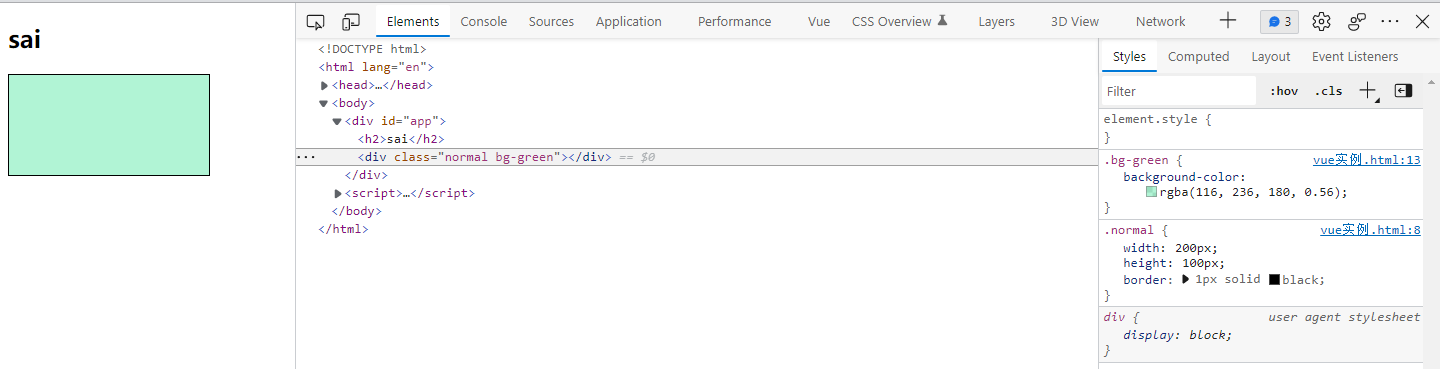 sai
Elements Console Sources Application Performance Vue CSS Overview Layers 3D View Network 3
<!DOCTYPE html>
<html lang="en">
<head>…</head>
<body>
<div id="app">
<h2>sai</h2>
<div class="normal bg-green"></div> == $0
</div>
<script>…</script>
</body>
</html>
Styles Computed Layout Event Listeners
Filter :hov .cls
element.style {
}
.bg-green { vue实例.html:13
background-color:
rgba(116, 236, 180, 0.56);
}
.normal { vue实例.html:8
width: 200px;
height: 100px;
border: 1px solid black;
}
div { user agent stylesheet
display: block;
}